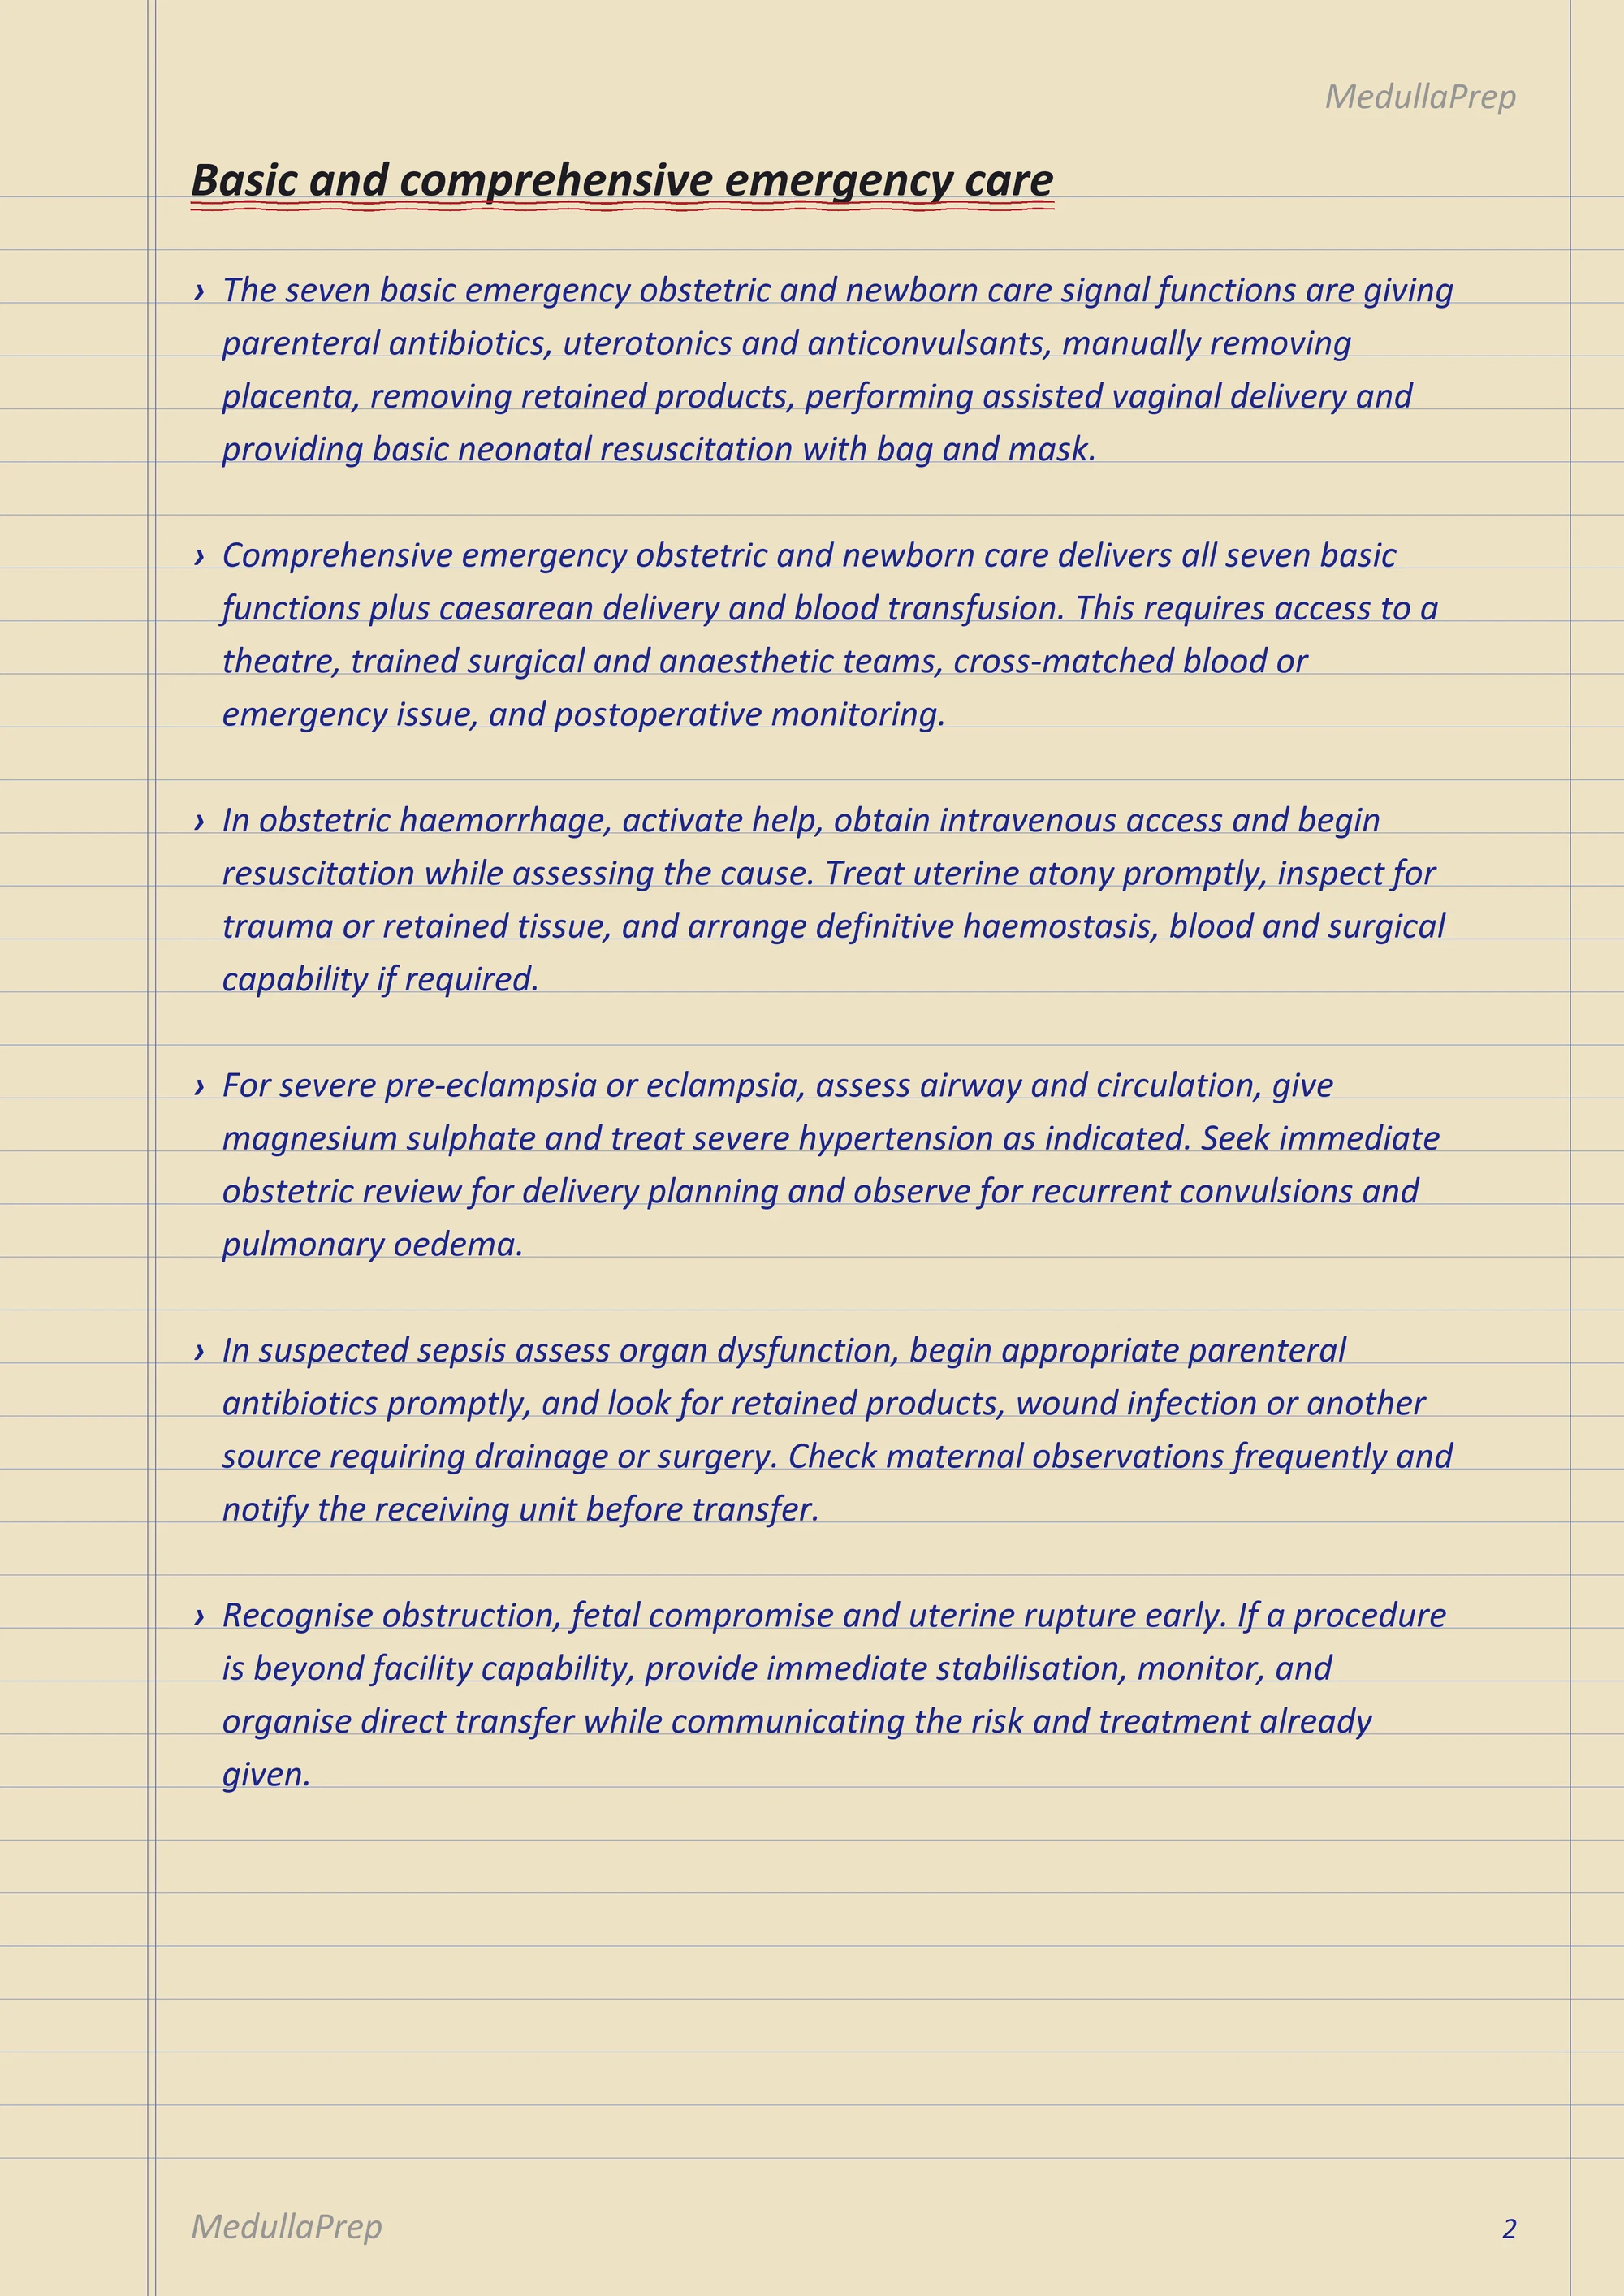 MedullaPrep
Basic and comprehensive emergency care
› The seven basic emergency obstetric and newborn care signal functions are giving
parenteral antibiotics, uterotonics and anticonvulsants, manually removing
placenta, removing retained products, performing assisted vaginal delivery and
providing basic neonatal resuscitation with bag and mask.
› Comprehensive emergency obstetric and newborn care delivers all seven basic
functions plus caesarean delivery and blood transfusion. This requires access to a
theatre, trained surgical and anaesthetic teams, cross-matched blood or
emergency issue, and postoperative monitoring.
› In obstetric haemorrhage, activate help, obtain intravenous access and begin
resuscitation while assessing the cause. Treat uterine atony promptly, inspect for
trauma or retained tissue, and arrange definitive haemostasis, blood and surgical
capability if required.
› For severe pre-eclampsia or eclampsia, assess airway and circulation, give
magnesium sulphate and treat severe hypertension as indicated. Seek immediate
obstetric review for delivery planning and observe for recurrent convulsions and
pulmonary oedema.
› In suspected sepsis assess organ dysfunction, begin appropriate parenteral
antibiotics promptly, and look for retained products, wound infection or another
source requiring drainage or surgery. Check maternal observations frequently and
notify the receiving unit before transfer.
› Recognise obstruction, fetal compromise and uterine rupture early. If a procedure
is beyond facility capability, provide immediate stabilisation, monitor, and
organise direct transfer while communicating the risk and treatment already
given.
MedullaPrep
2